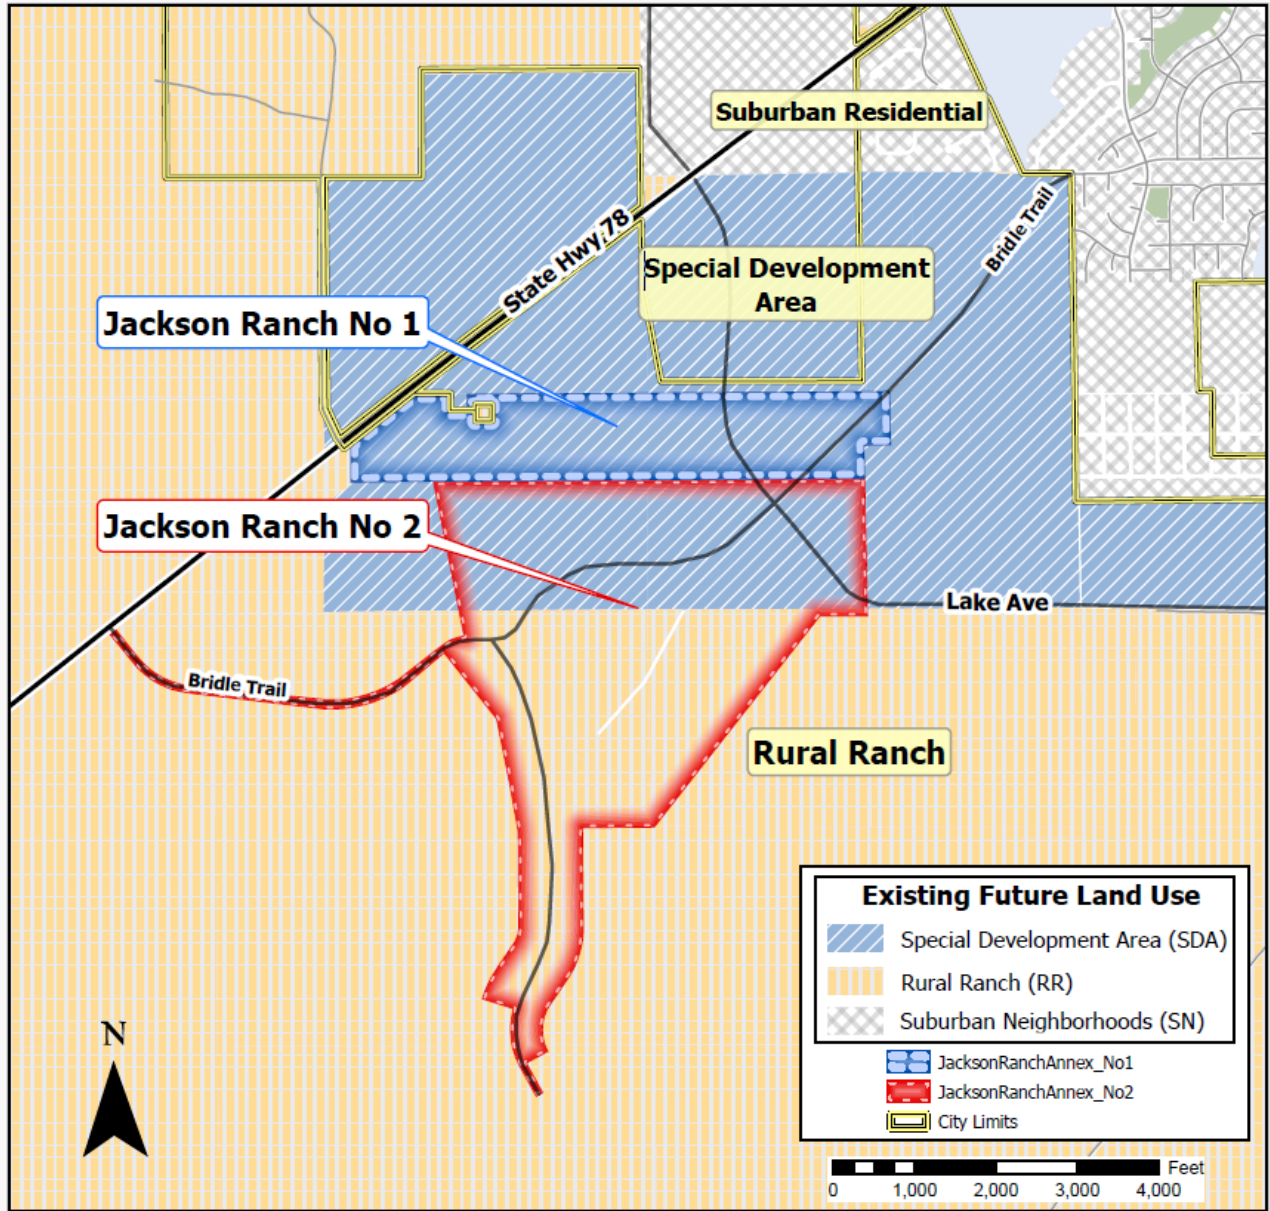 Suburban Residential
Bridle Trail
State Hwy 78
Special Development
Area
Jackson Ranch No 1
Jackson Ranch No 2
Lake Ave
Bridle Trail
Rural Ranch
Existing Future Land Use
Special Development Area (SDA)
Rural Ranch (RR)
Suburban Neighborhoods (SN)
JacksonRanchAnnex_No1
JacksonRanchAnnex_No2
City Limits
N
Feet
0 1,000 2,000 3,000 4,000